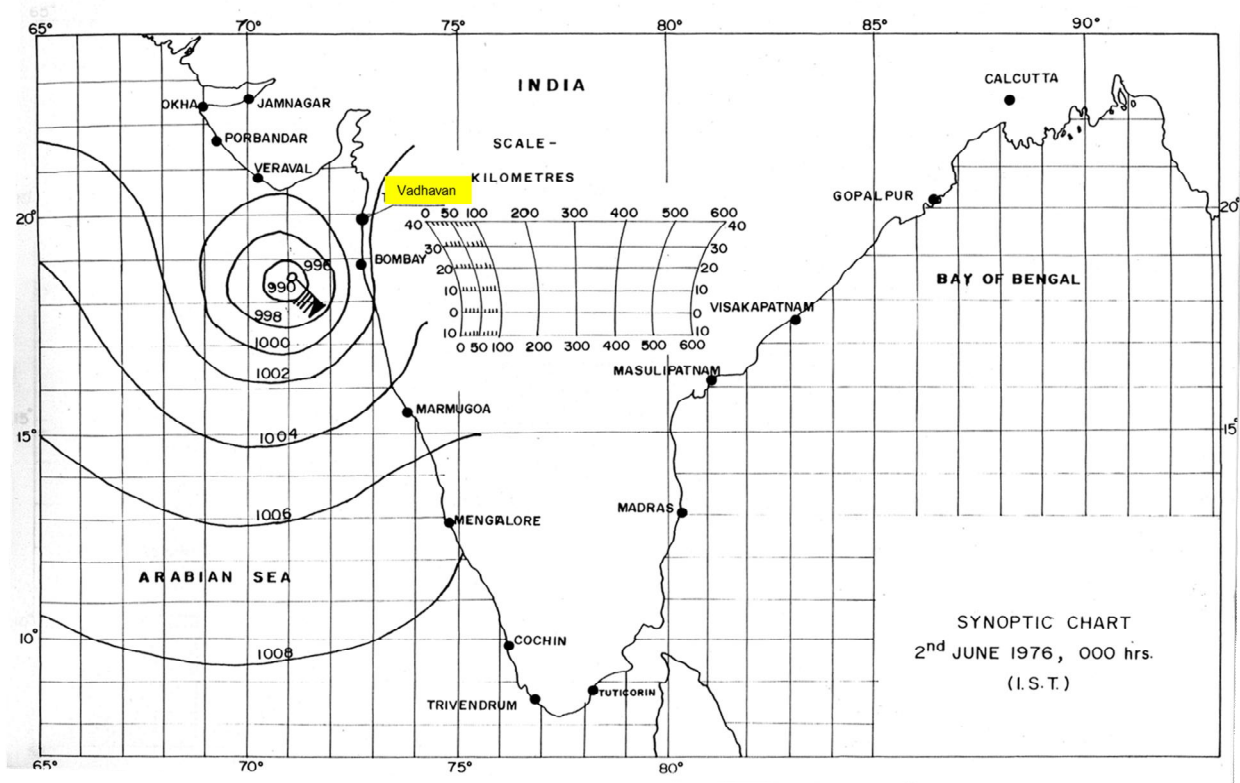 65° 70° 75° 80° 85° 90°
CALCUTTA
INDIA
OKHA
JAMNAGAR
PORBANDAR
SCALE-
VERAVAL
KILOMETRES
Vadhavan
GOPALPUR
20° 20°
0 50 100 200 300 400 500 600
40 40
30 30
20 20
10 10
0 0
10 10
0 50 100 200 300 400 500 600
BOMBAY
996
990
998
1000
1002
BAY OF BENGAL
VISAKAPATNAM
MASULIPATNAM
MARMUGOA
1004
15° 15°
1006
MENGALORE
MADRAS
ARABIAN SEA
1008
10°
COCHIN
TUTICORIN
TRIVENDRUM
SYNOPTIC CHART
2nd JUNE 1976, 000 hrs.
(I.S.T.)
65° 70° 75° 80°